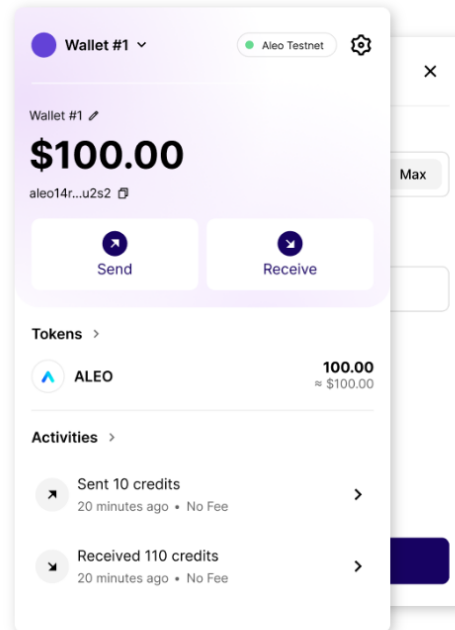 Wallet #1
Aleo Testnet
Wallet #1
$100.00
aleo14r...u2s2
Send
Receive
Tokens
ALEO
100.00
≈ $100.00
Activities
Sent 10 credits
20 minutes ago • No Fee
Received 110 credits
20 minutes ago • No Fee
Max